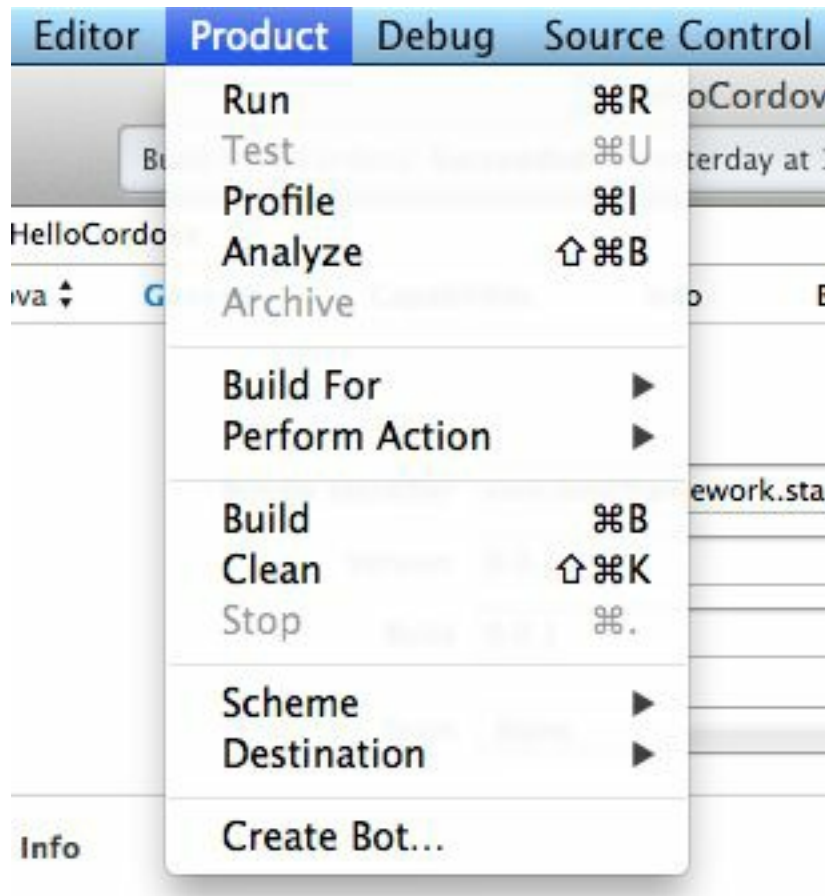 Editor Product Debug Source Control
Run ⌘R
Test ⌘U
Profile ⌘I
Analyze ⇧⌘B
Archive
Build For ▶
Perform Action ▶
Build ⌘B
Clean ⇧⌘K
Stop ⌘.
Scheme ▶
Destination ▶
Create Bot...
oCordov
terday at
HelloCordo
ova
G
ework.sta
Info